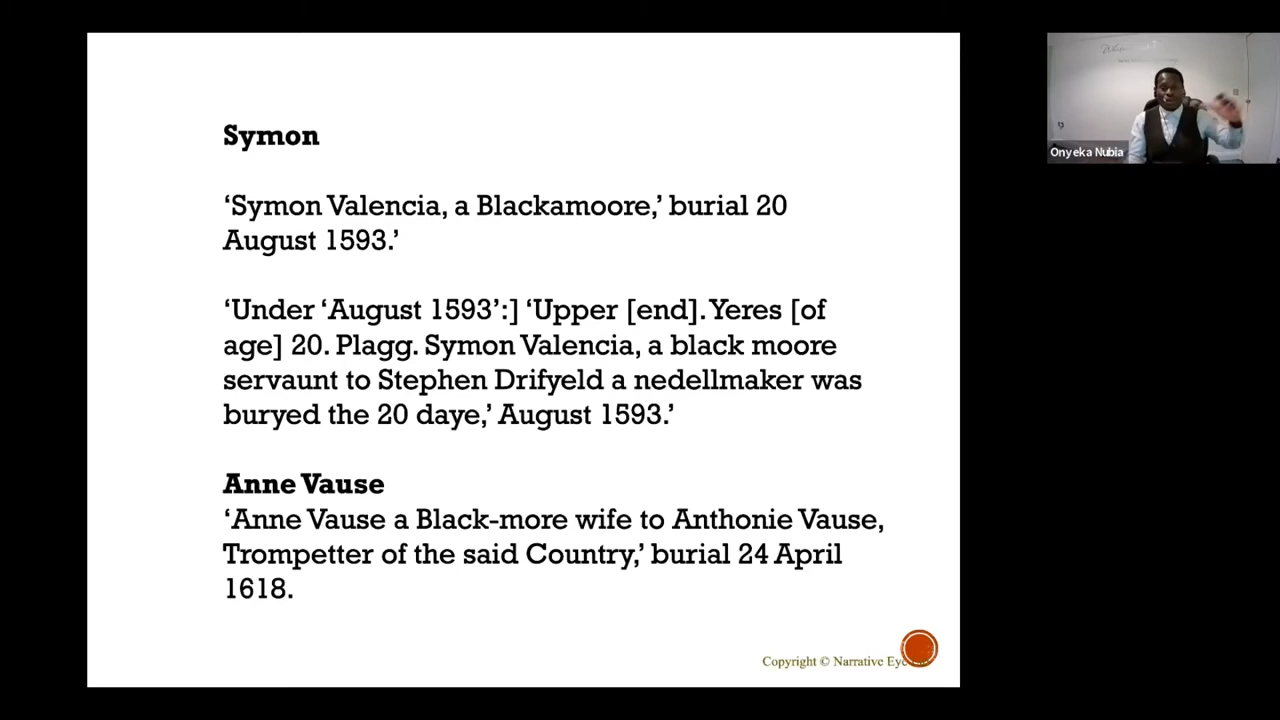 Symon
‘Symon Valencia, a Blackamoore,’ burial 20
August 1593.’
‘Under ‘August 1593’:] ‘Upper [end]. Yeres [of
age] 20. Plagg. Symon Valencia, a black moore
servaunt to Stephen Drifyeld a nedellmaker was
buryed the 20 daye,’ August 1593.’
Anne Vause
‘Anne Vause a Black-more wife to Anthonie Vause,
Trompetter of the said Country,’ burial 24 April
1618.
Copyright © Narrative Eye
Onyeka Nubia